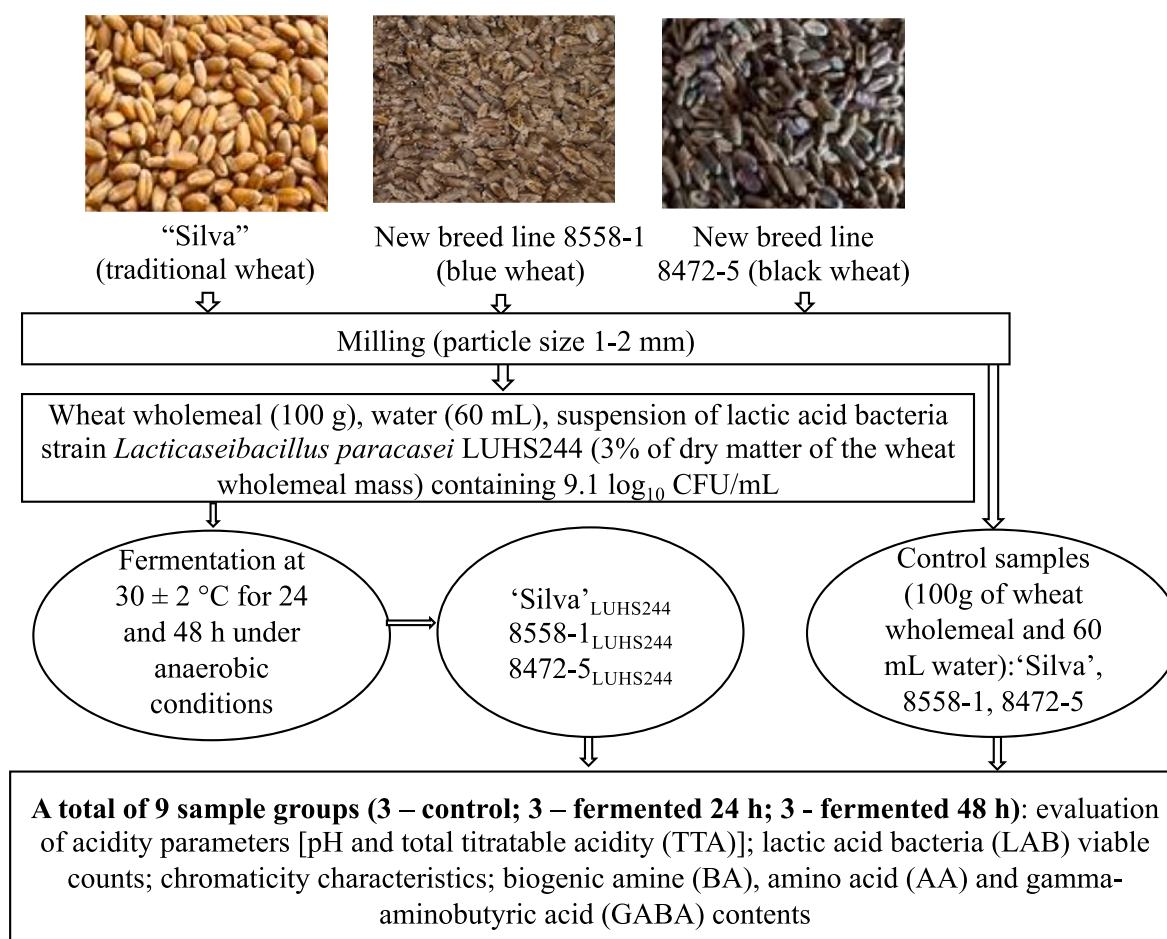 “Silva”
(traditional wheat)
New breed line 8558-1
(blue wheat)
New breed line
8472-5 (black wheat)
Milling (particle size 1-2 mm)
Wheat wholemeal (100 g), water (60 mL), suspension of lactic acid bacteria
strain Lacticaseibacillus paracasei LUHS244 (3% of dry matter of the wheat
wholemeal mass) containing 9.1 log₁₀ CFU/mL
Fermentation at
30 ± 2 °C for 24
and 48 h under
anaerobic
conditions
‘Silva’LUHS244
8558-1LUHS244
8472-5LUHS244
Control samples
(100g of wheat
wholemeal and 60
mL water):‘Silva’,
8558-1, 8472-5
A total of 9 sample groups (3 – control; 3 – fermented 24 h; 3 - fermented 48 h): evaluation
of acidity parameters [pH and total titratable acidity (TTA)]; lactic acid bacteria (LAB) viable
counts; chromaticity characteristics; biogenic amine (BA), amino acid (AA) and gamma-
aminobutyric acid (GABA) contents